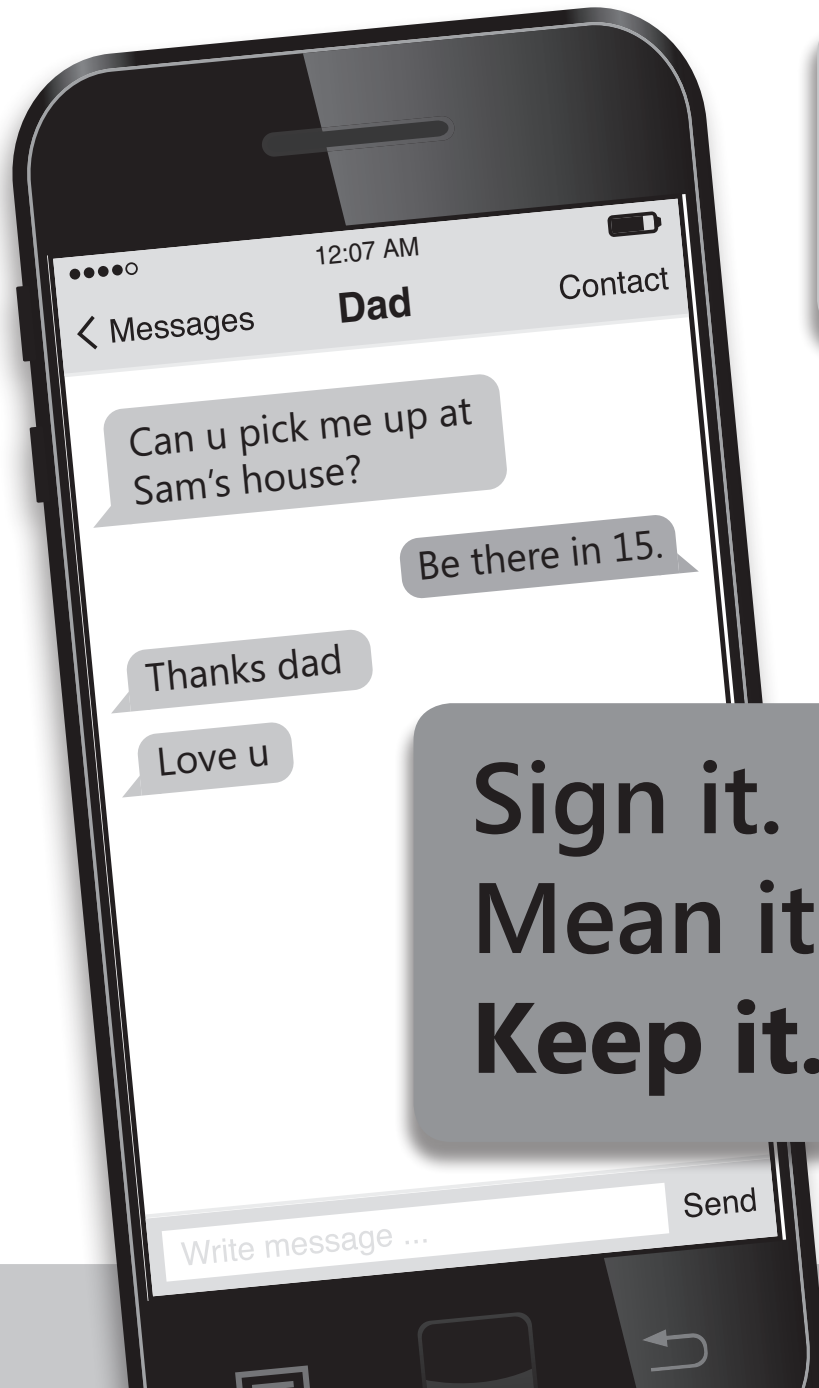 12:07 AM
Messages Dad Contact
Can u pick me up at
Sam's house?
Be there in 15.
Thanks dad
Love u
Sign it.
Mean it
Keep it.
Write message ...
Send